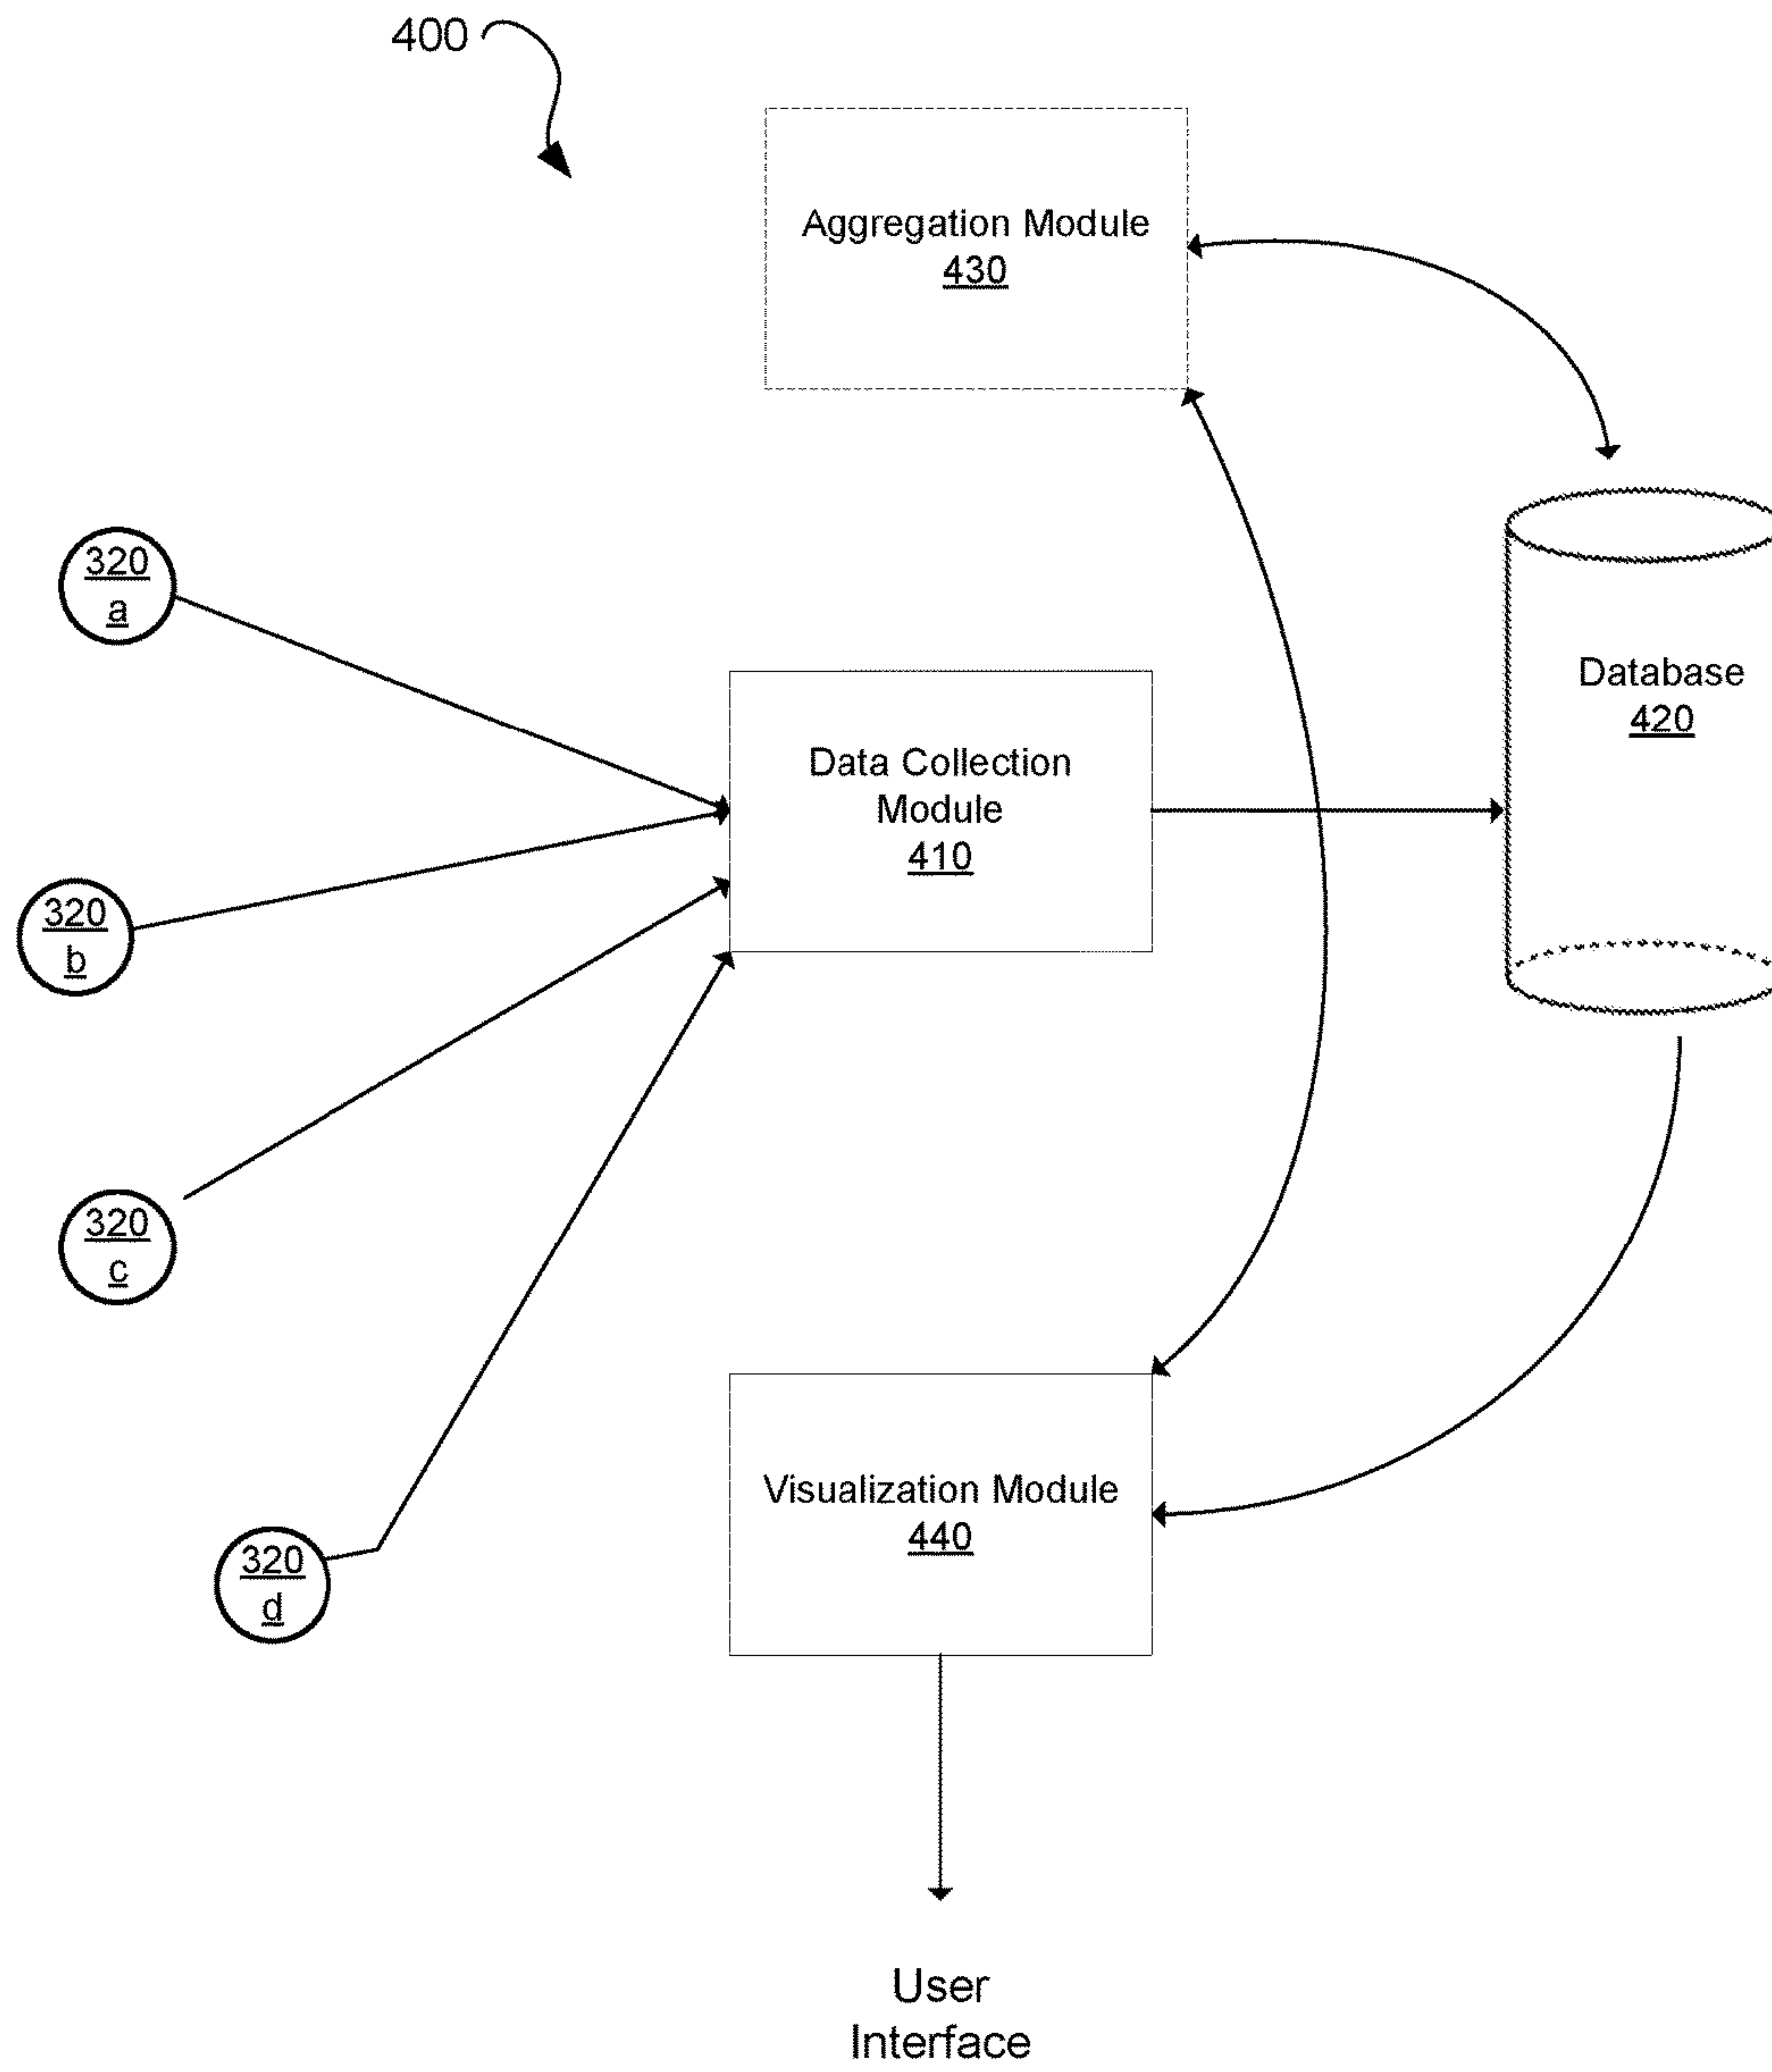 400
Aggregation Module
430
320
a
Database
420
Data Collection
Module
410
320
b
320
c
Visualization Module
440
320
d
User
Interface